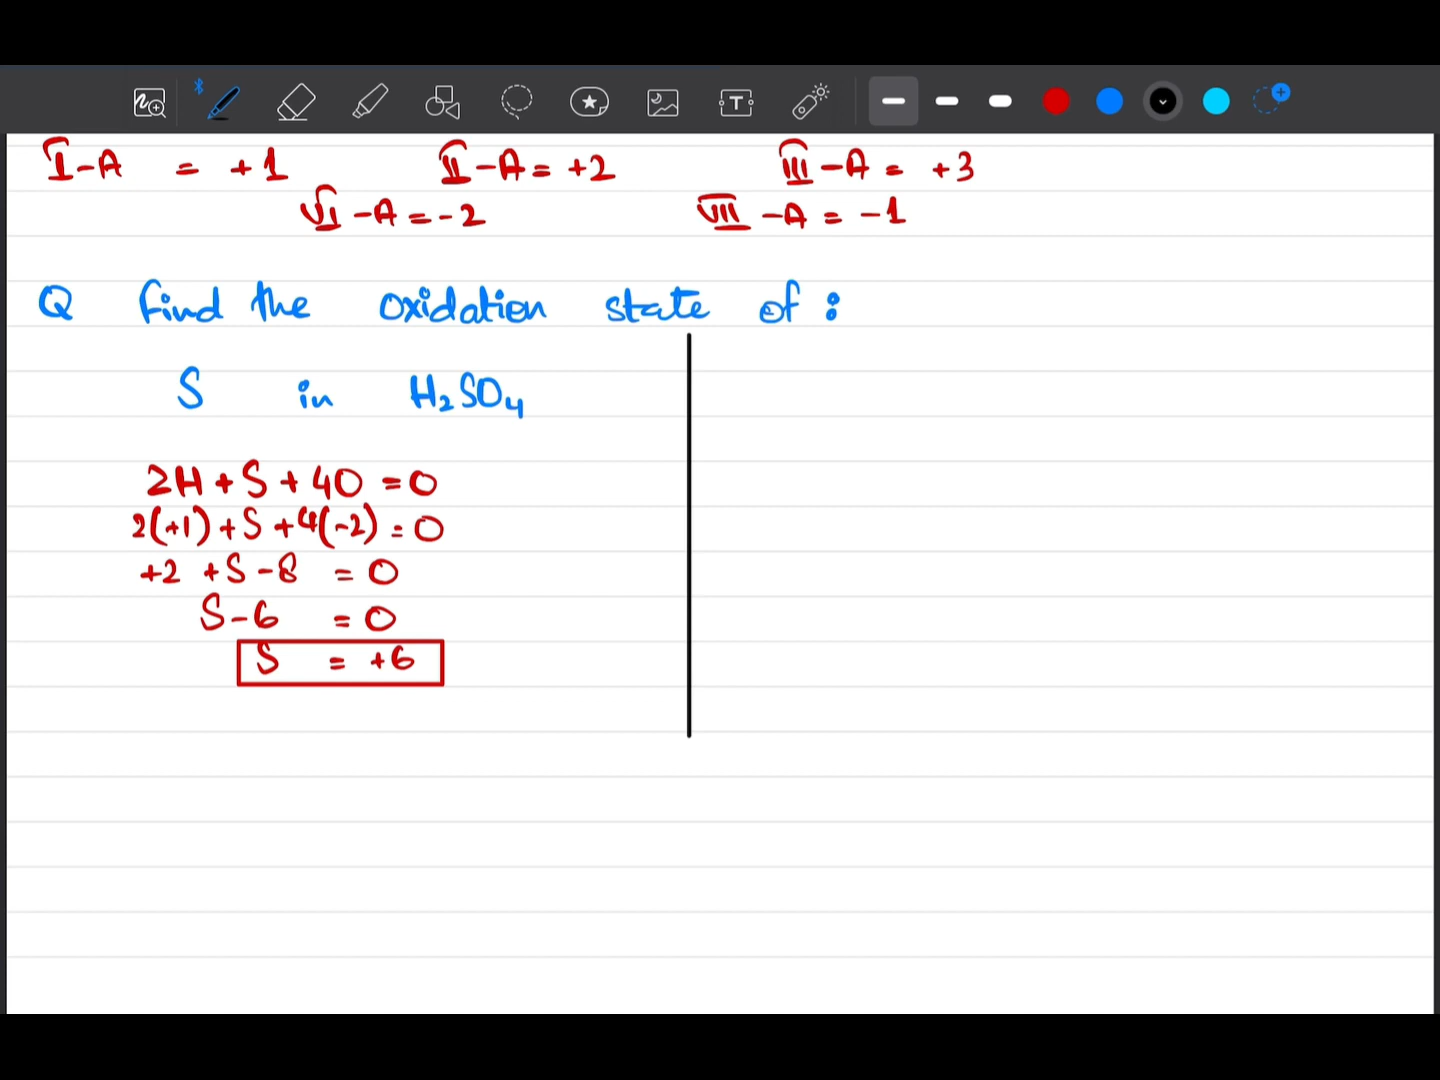 I-A = +1 II-A = +2 III-A = +3
VI-A = -2 VII-A = -1
Q Find the oxidation state of :
S in H₂SO₄
2H + S + 4O = 0
2(+1) + S + 4(-2) = 0
+2 + S - 8 = 0
S - 6 = 0
S = +6